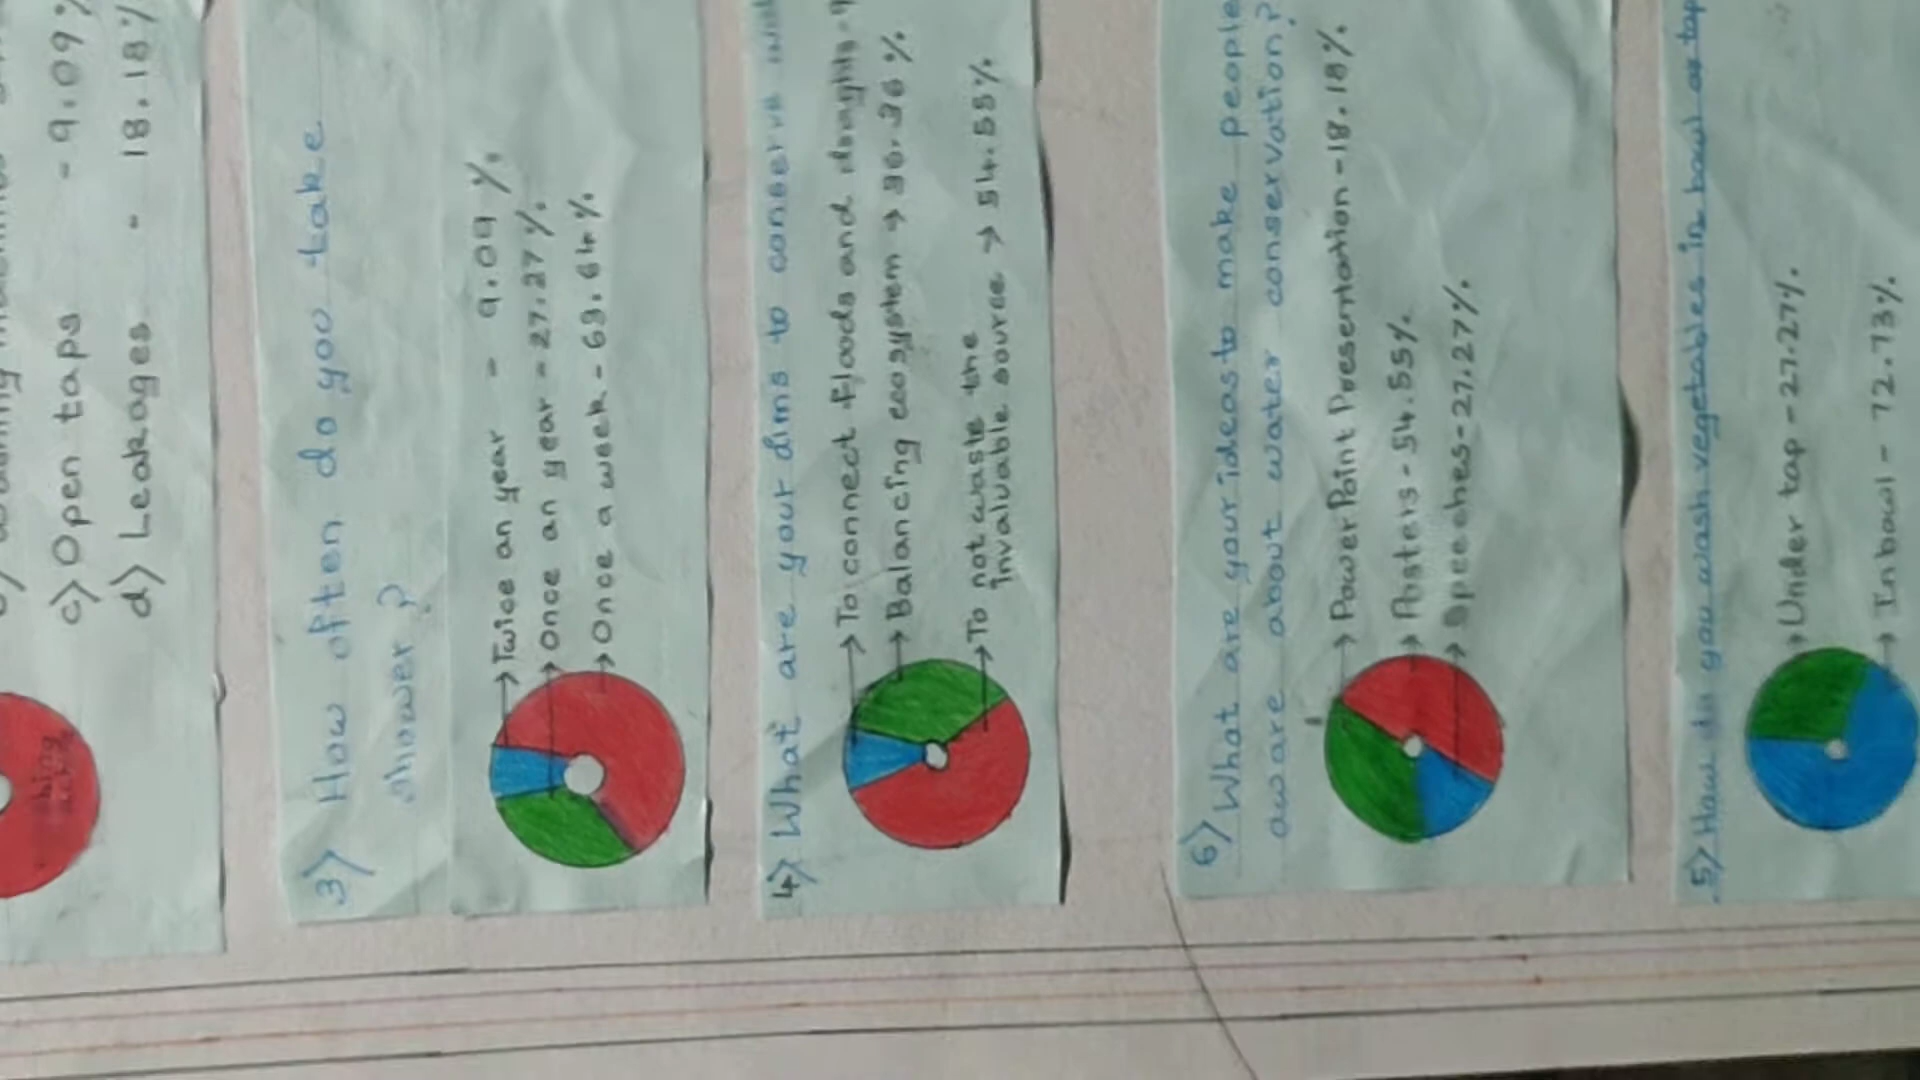 c) Open taps - 9.09%
d) Leakages - 18.18%
3) How often do you take
shower?
→ Twice an year - 9.09%
→ Once an year - 27.27%.
→ Once a week - 63.64%.
4) What are your aims to conserve
→ To connect floods and
→ Balancing ecosystem → 36.36%.
→ To not waste the
invaluable source → 54.55%.
6) What are your ideas to make people
aware about water conservation?
→ PowerPoint Presentation - 18.18%.
→ Posters - 54.55%.
→ Speeches - 27.27%.
5) How do you wash vegetables in bowl or tap
→ Under tap - 27.27%.
→ In bowl - 72.73%.